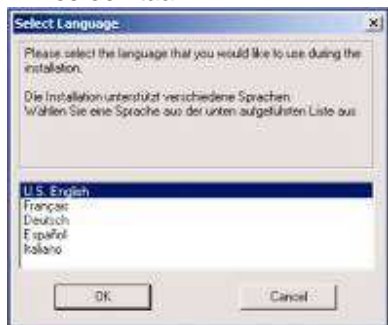 Select Language
Please select the language that you would like to use during the
installation.
Die Installation unterstützt verschiedene Sprachen.
Wählen Sie eine Sprache aus der unten aufgeführten Liste aus
U.S. English
Français
Deutsch
Español
Italiano
OK
Cancel